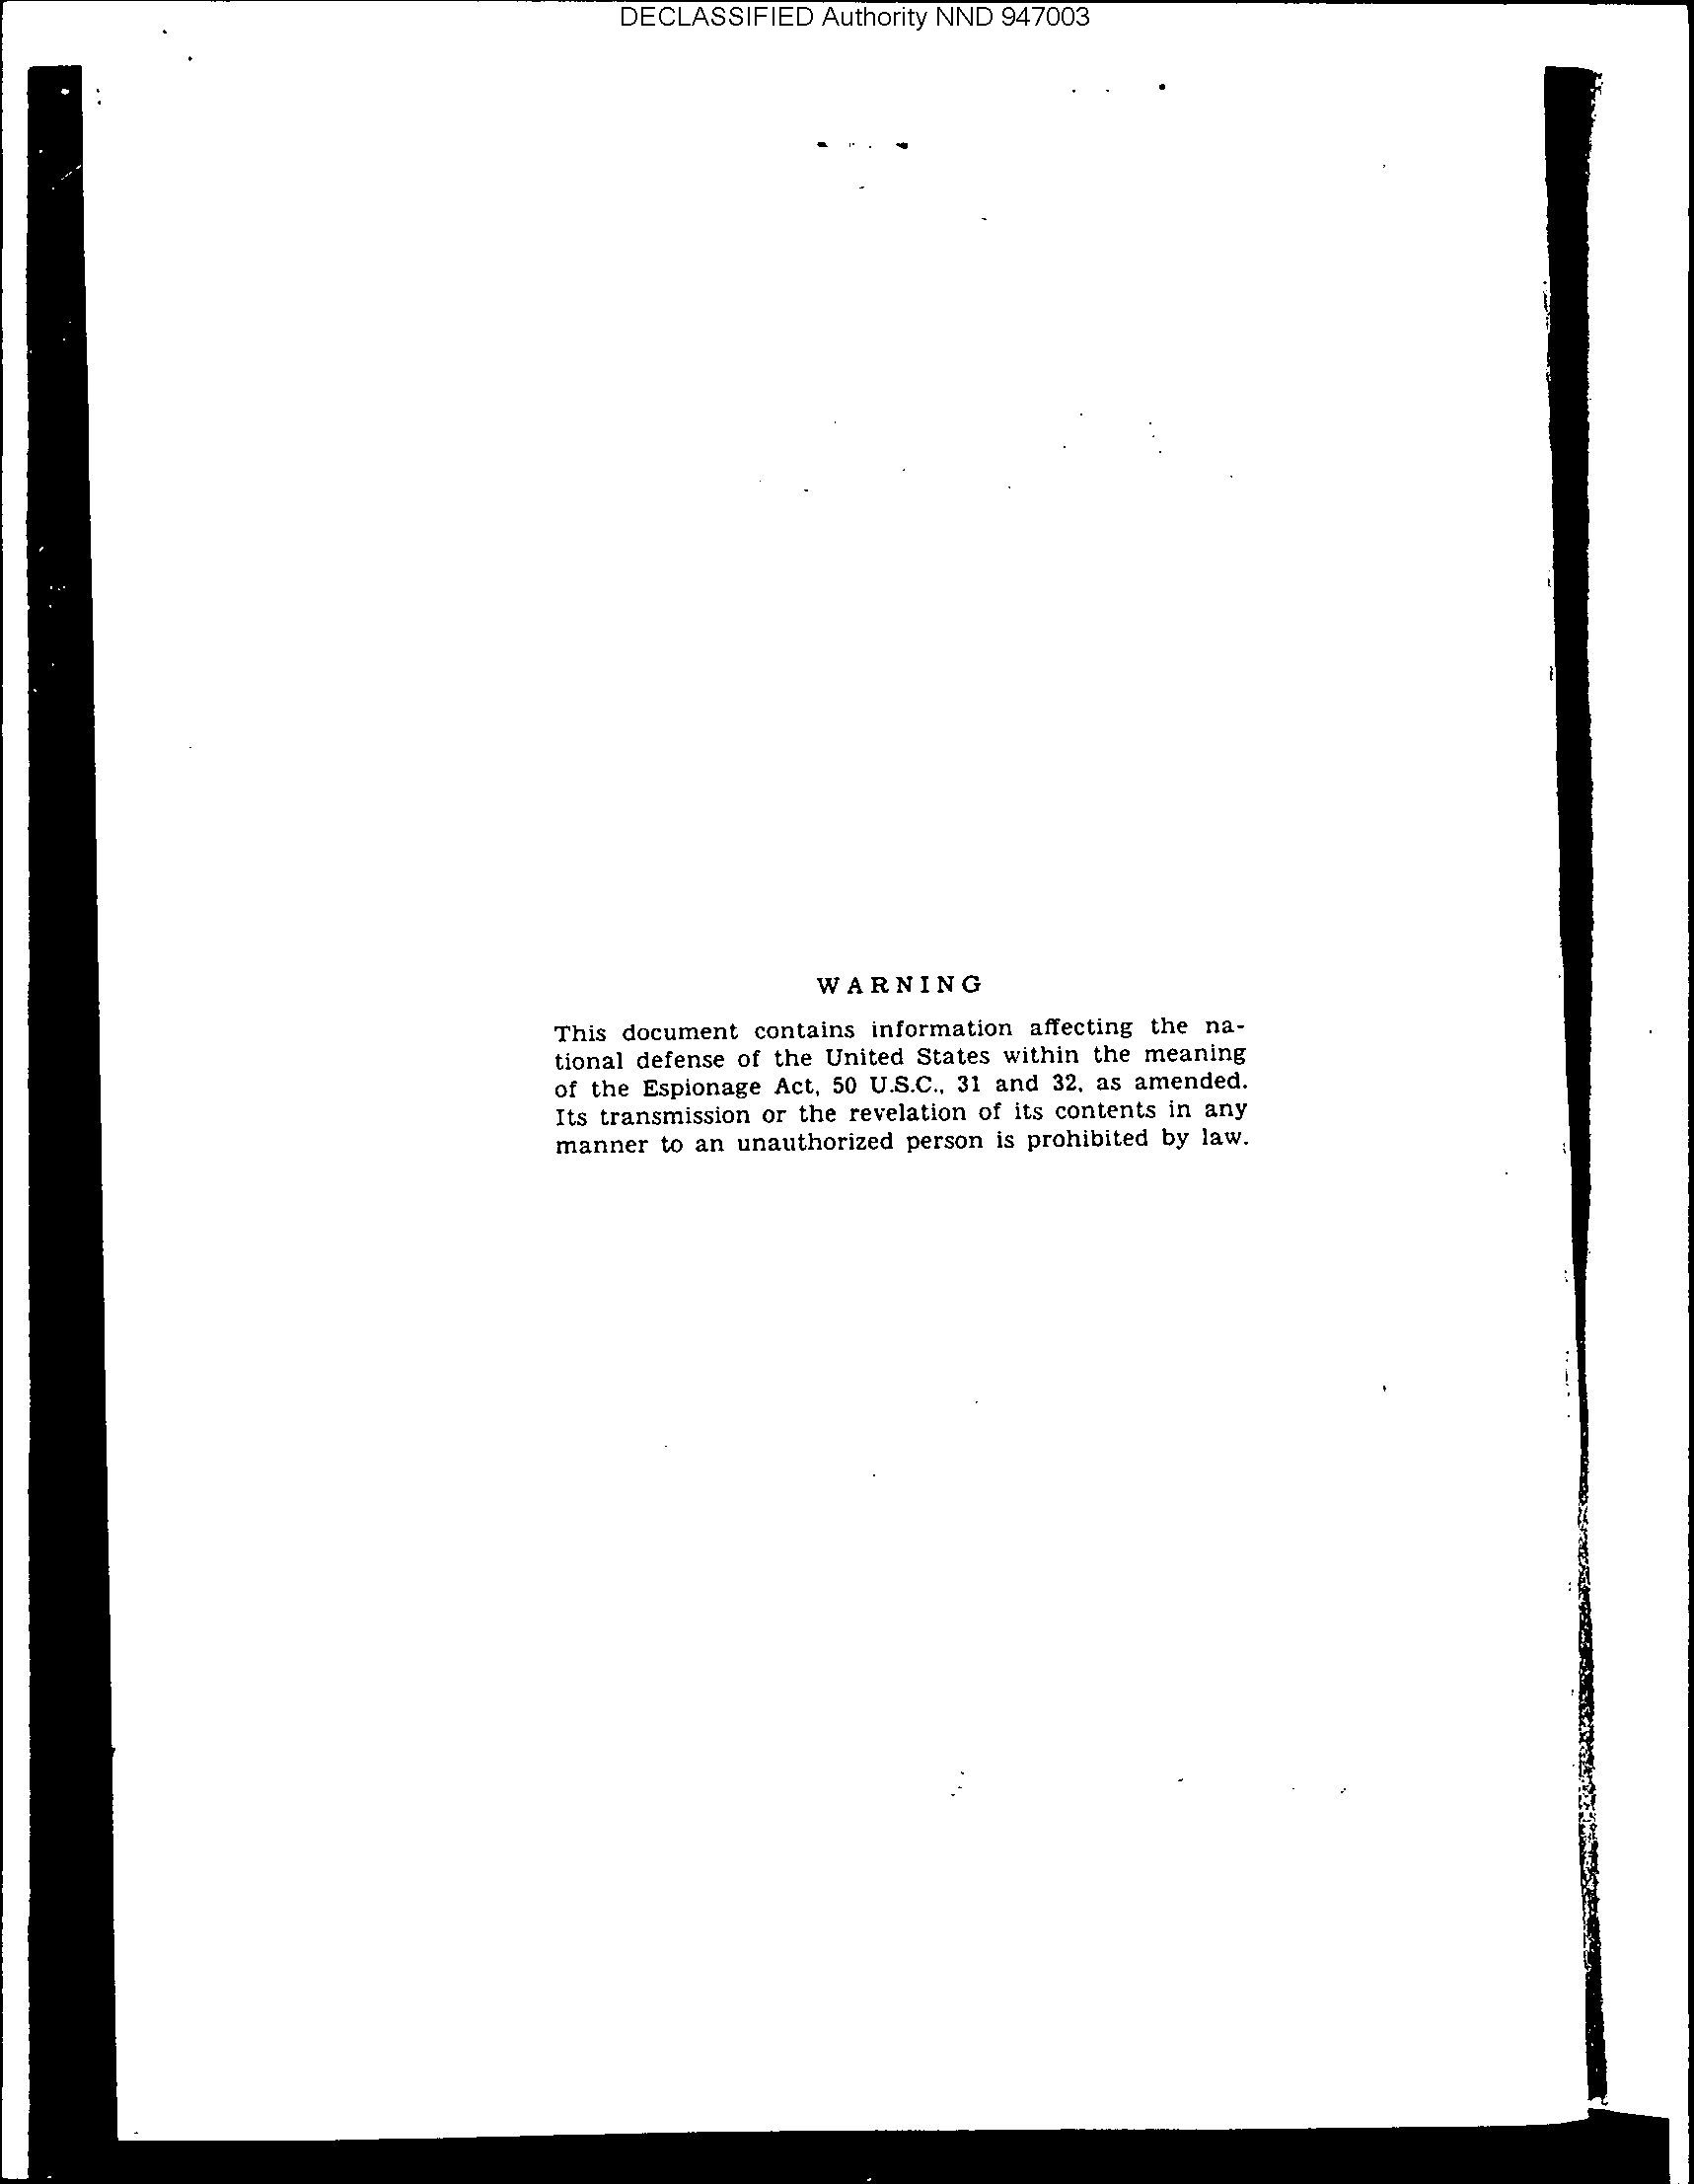 DECLASSIFIED Authority NND 947003
WARNING
This document contains information affecting the na-
tional defense of the United States within the meaning
of the Espionage Act, 50 U.S.C., 31 and 32, as amended.
Its transmission or the revelation of its contents in any
manner to an unauthorized person is prohibited by law.